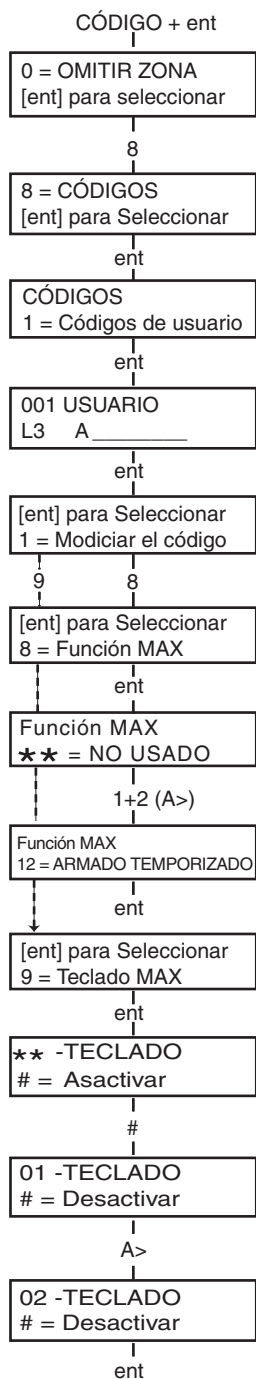 CÓDIGO + ent
0 = OMITIR ZONA
[ent] para seleccionar
8
8 = CÓDIGOS
[ent] para Seleccionar
ent
CÓDIGOS
1 = Códigos de usuario
ent
001 USUARIO
L3 A________
ent
[ent] para Seleccionar
1 = Modiciar el código
9 8
[ent] para Seleccionar
8 = Función MAX
ent
Función MAX
** = NO USADO
1+2 (A>)
Función MAX
12 = ARMADO TEMPORIZADO
ent
[ent] para Seleccionar
9 = Teclado MAX
ent
** -TECLADO
# = Asactivar
#
01 -TECLADO
# = Desactivar
A>
02 -TECLADO
# = Desactivar
ent